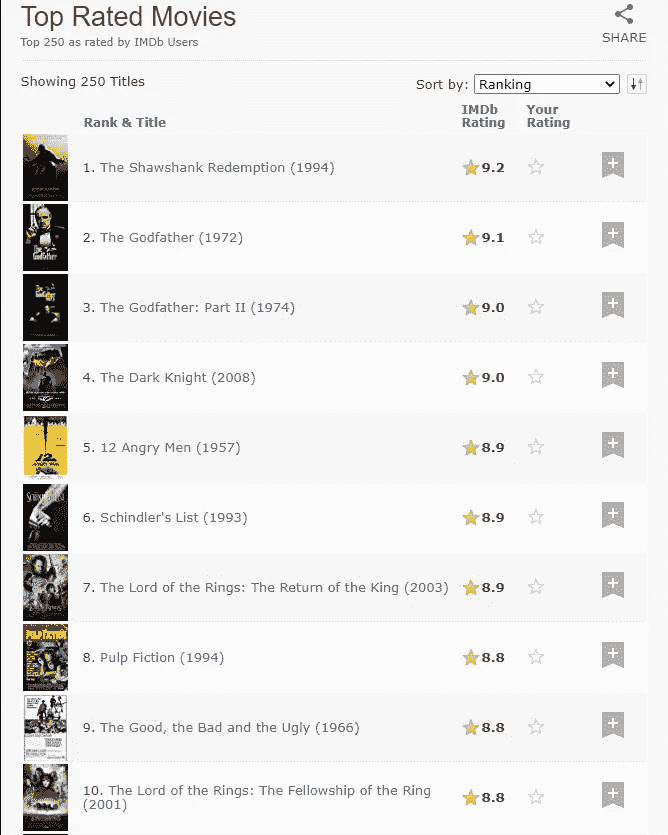 Top Rated Movies
Top 250 as rated by IMDb Users
SHARE
Showing 250 Titles
Sort by: Ranking
Rank & Title
IMDb Rating
Your Rating
1. The Shawshank Redemption (1994) 9.2
2. The Godfather (1972) 9.1
3. The Godfather: Part II (1974) 9.0
4. The Dark Knight (2008) 9.0
5. 12 Angry Men (1957) 8.9
6. Schindler's List (1993) 8.9
7. The Lord of the Rings: The Return of the King (2003) 8.9
PULP FICTION
8. Pulp Fiction (1994) 8.8
9. The Good, the Bad and the Ugly (1966) 8.8
10. The Lord of the Rings: The Fellowship of the Ring
(2001) 8.8